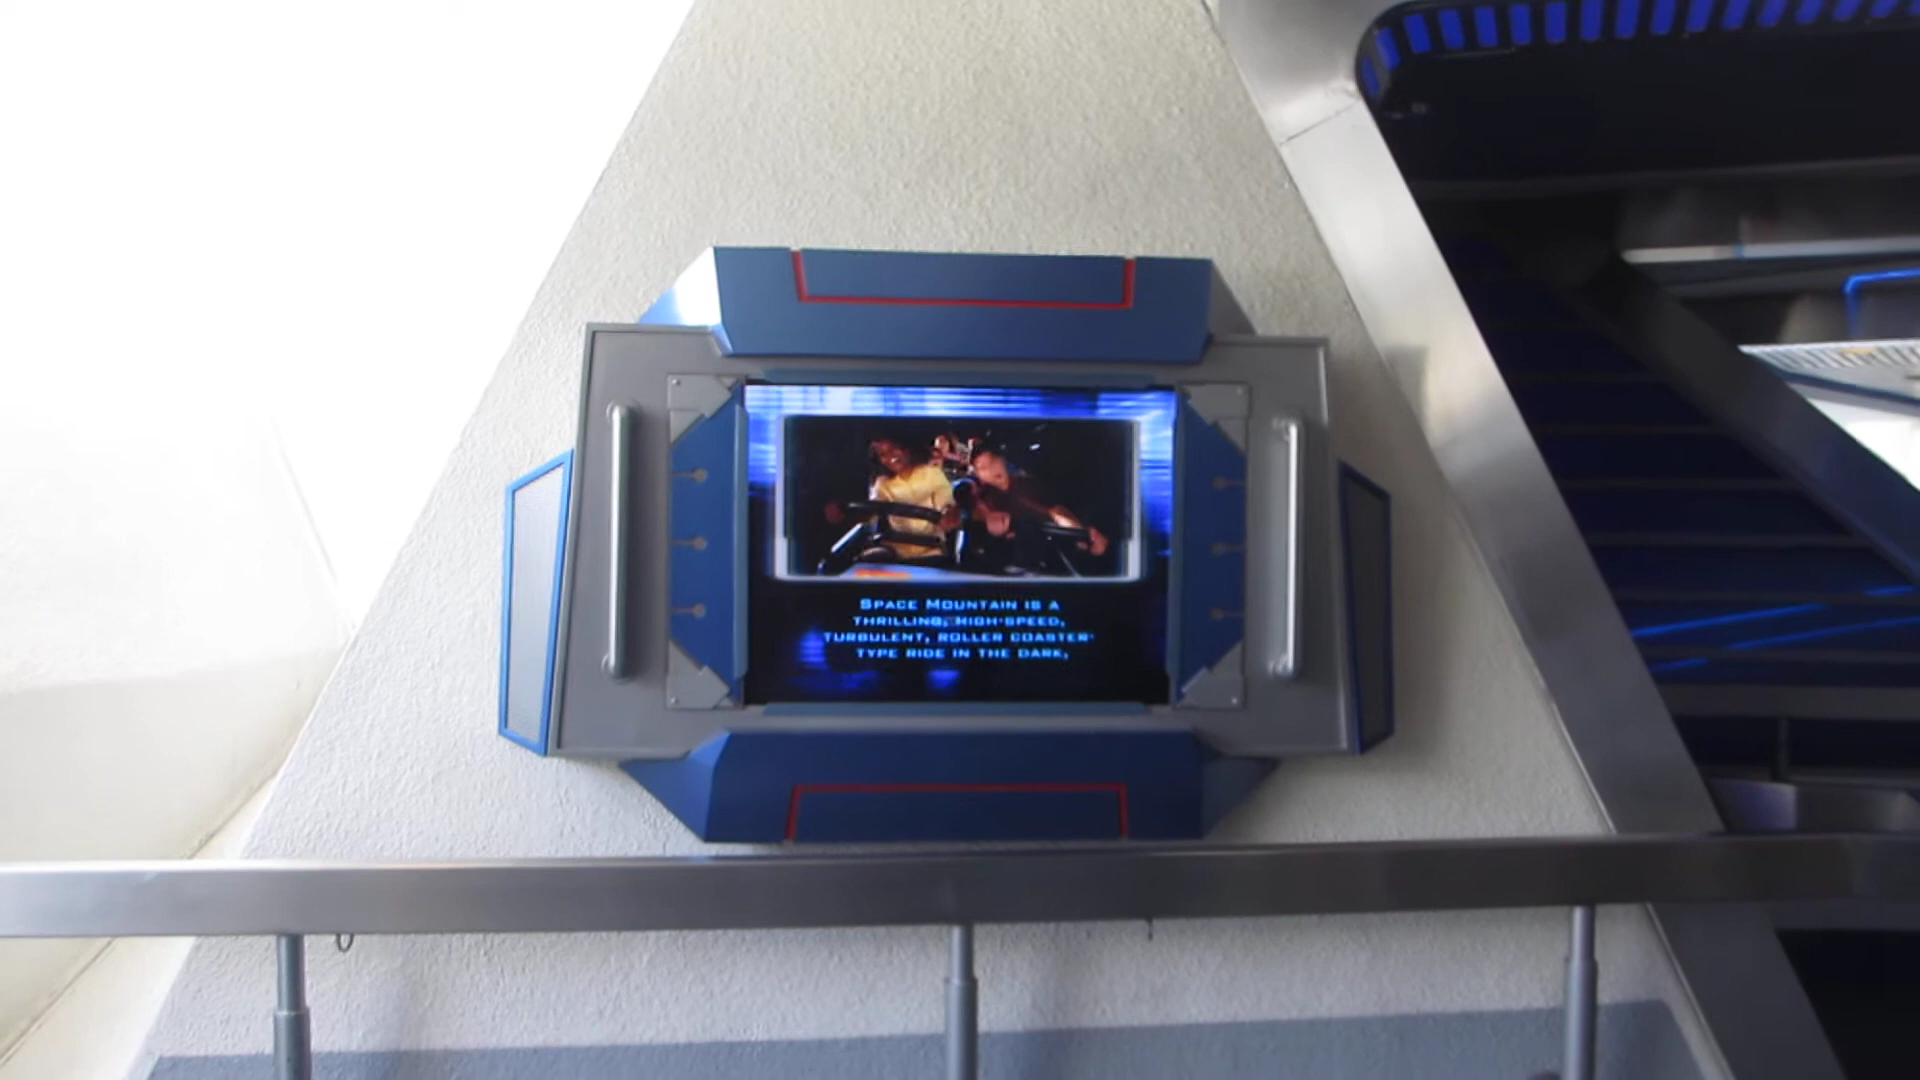 SPACE MOUNTAIN IS A
THRILLING, HIGH-SPEED,
TURBULENT, ROLLER COASTER-
TYPE RIDE IN THE DARK,